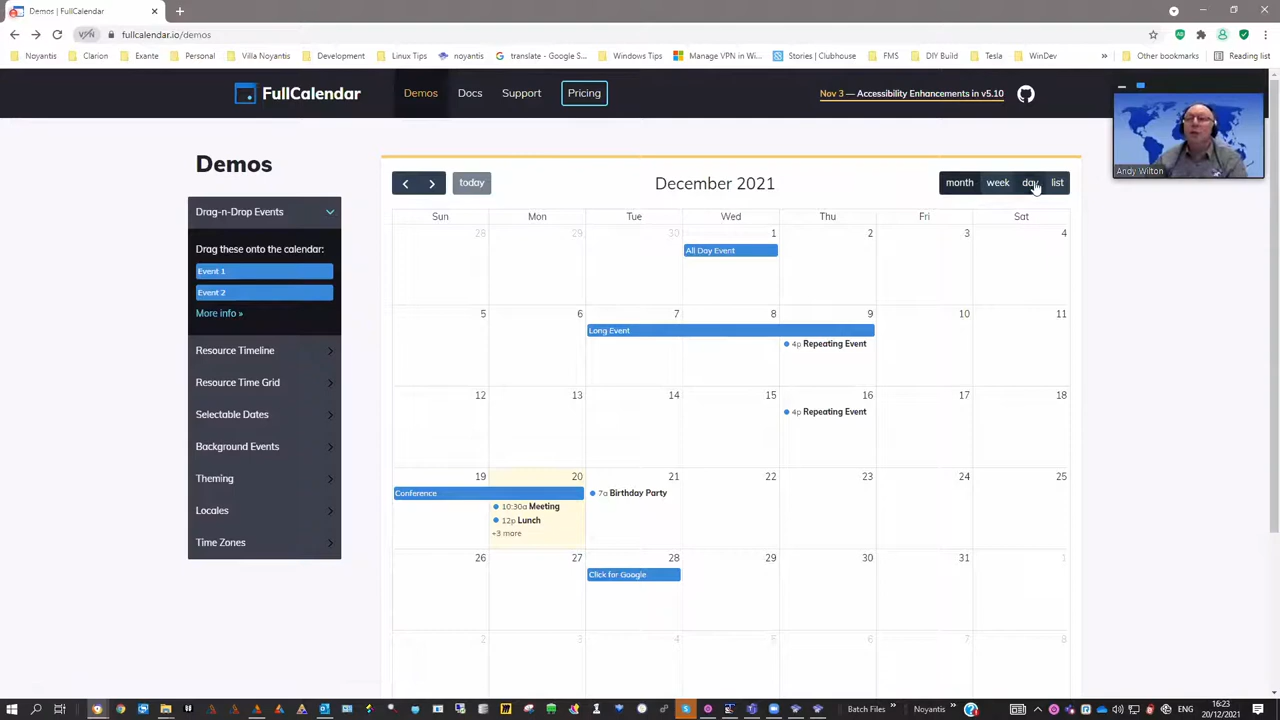 Demos | FullCalendar
VPN
fullcalendar.io/demos
Noyantis Clarion Exante Personal Villa Noyantis Development Linux Tips noyantis translate - Google S... Windows Tips Manage VPN in Wi... Stories | Clubhouse FMS DIY Build Tesla WinDev » Other bookmarks Reading list
FullCalendar Demos Docs Support Pricing Nov 3 — Accessibility Enhancements in v5.10
Andy Wilton
Demos
Drag-n-Drop Events
Drag these onto the calendar:
Event 1
Event 2
More info »
Resource Timeline
Resource Time Grid
Selectable Dates
Background Events
Theming
Locales
Time Zones
today December 2021 month week day list
Sun Mon Tue Wed Thu Fri Sat
28 29 30 1 2 3 4
All Day Event
5 6 7 8 9 10 11
Long Event
4p Repeating Event
12 13 14 15 16 17 18
4p Repeating Event
19 20 21 22 23 24 25
Conference 7a Birthday Party
10:30a Meeting
12p Lunch
+3 more
26 27 28 29 30 31 1
Click for Google
2 3 4 5 6 7 8
Batch Files » Noyantis » ENG 16:23
20/12/2021